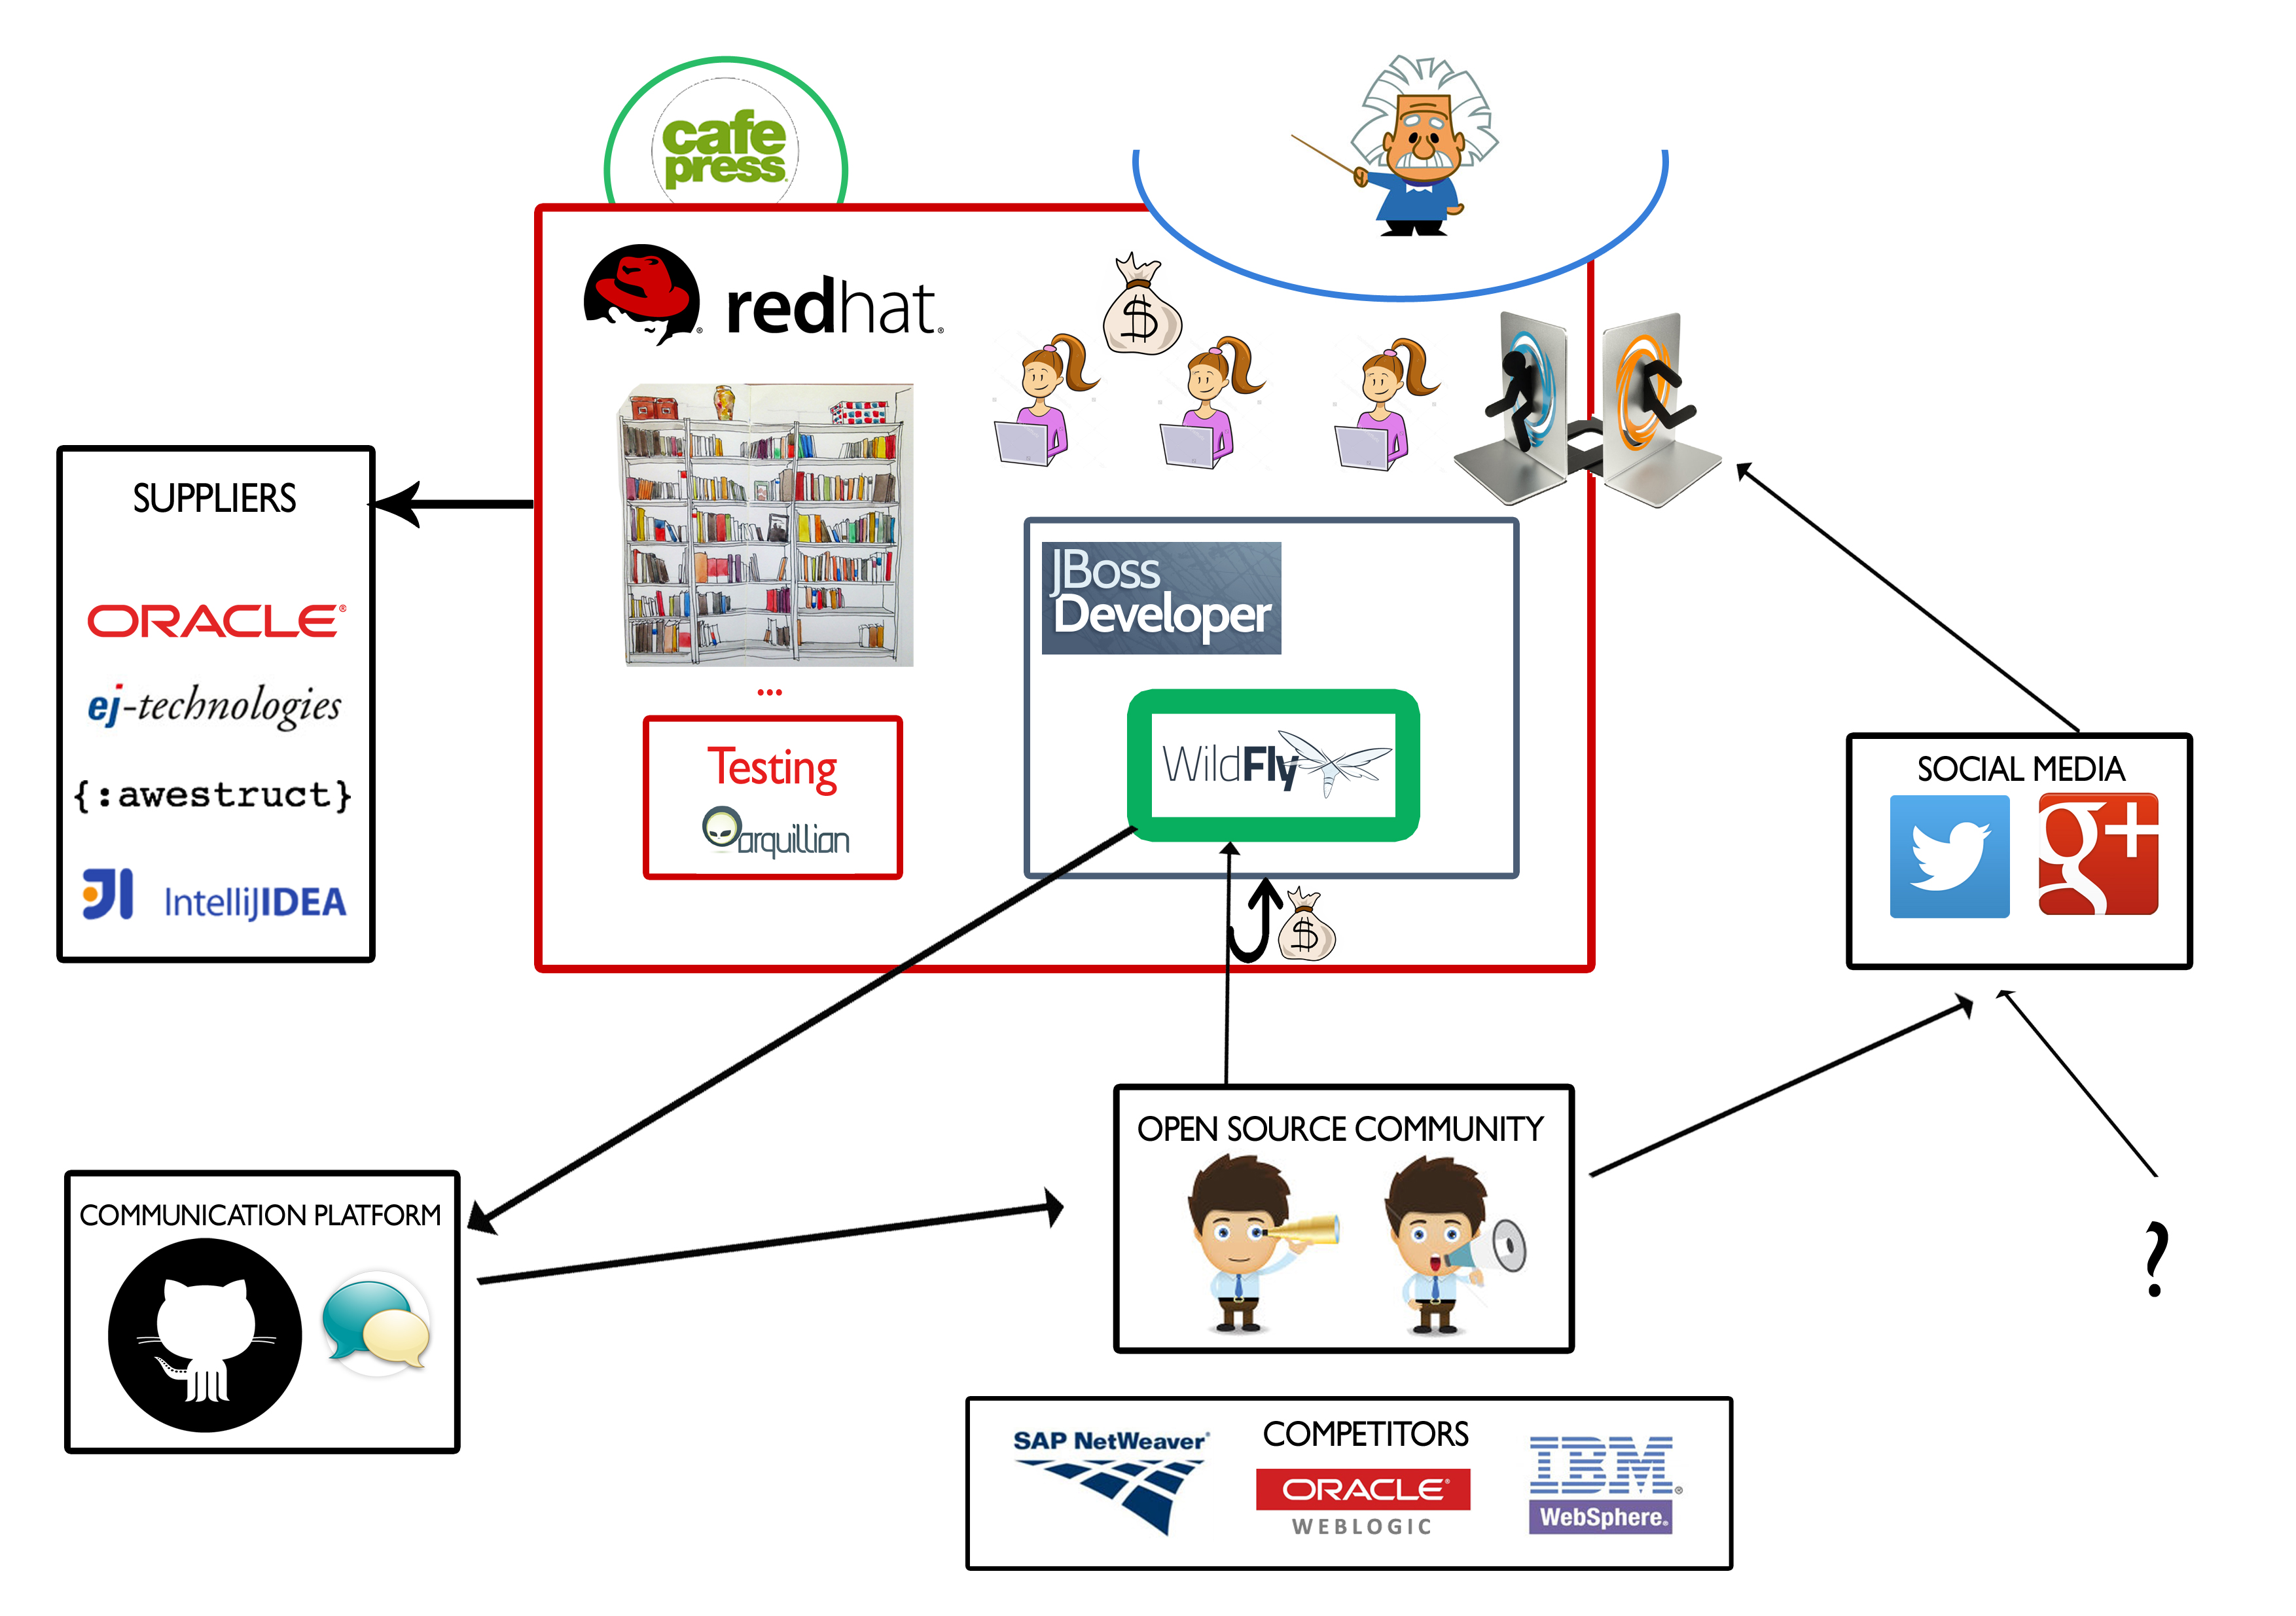 cafe
press
redhat.
$
SUPPLIERS
ORACLE®
ej-technologies
{:awestruct}
JI IntelliJIDEA
JBoss
Developer
...
Testing
arquillian
WildFly
$
SOCIAL MEDIA
g+
COMMUNICATION PLATFORM
OPEN SOURCE COMMUNITY
?
COMPETITORS
SAP NetWeaver®
ORACLE®
WEBLOGIC
IBM®
WebSphere.